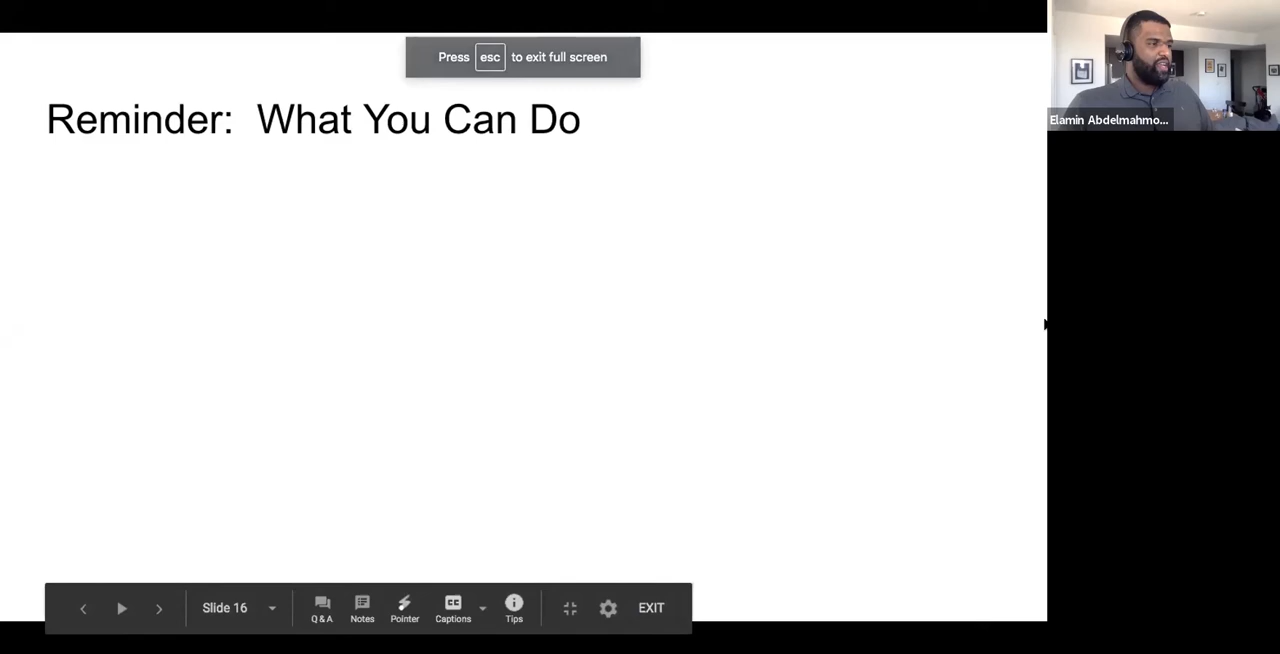 Press esc to exit full screen
Reminder: What You Can Do
Elamin Abdelmahmo...
Slide 16
Q & A
Notes
Pointer
Captions
Tips
EXIT